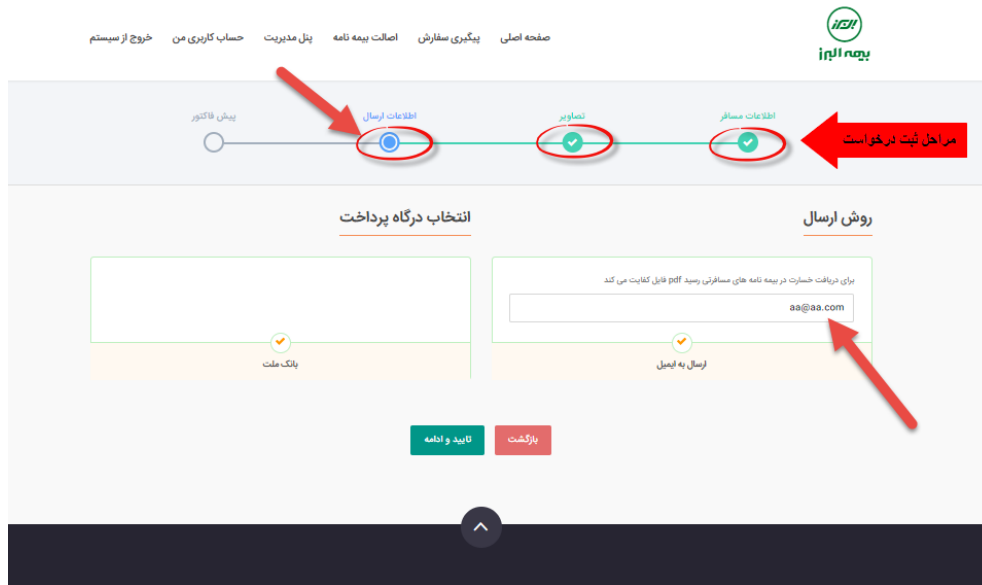 البرز
بیمه البرز
صفحه اصلی پیگیری سفارش اصالت بیمه نامه پنل مدیریت حساب کاربری من خروج از سیستم
مراحل ثبت درخواست
اطلاعات مسافر تصاویر اطلاعات ارسال پیش فاکتور
روش ارسال
برای دریافت خسارت در بیمه نامه های مسافرتی رسید pdf فایل کفایت می کند
aa@aa.com
ارسال به ایمیل
انتخاب درگاه پرداخت
بانک ملت
بازگشت تایید و ادامه